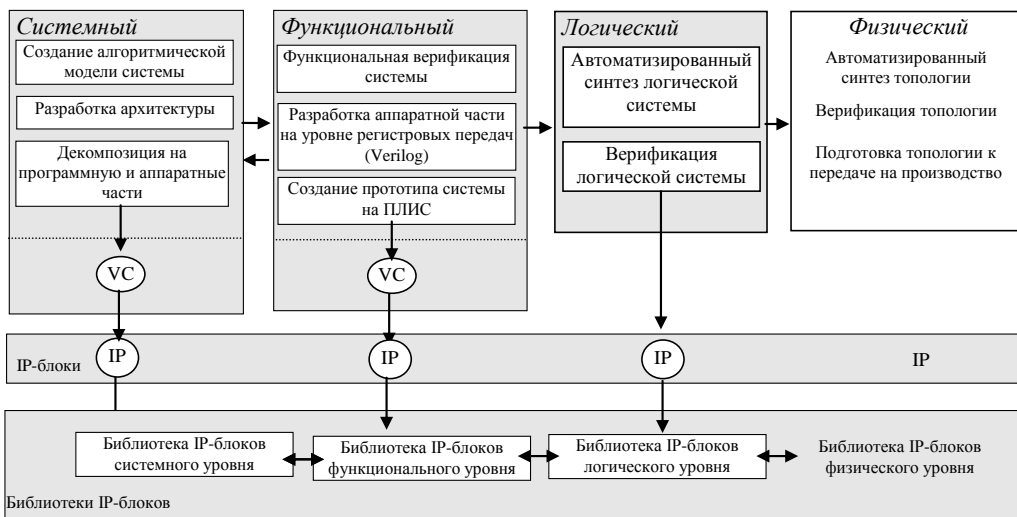 Системный
Создание алгоритмической
модели системы
Разработка архитектуры
Декомпозиция на
программную и аппаратные
части
VC
Функциональный
Функциональная верификация
системы
Разработка аппаратной части
на уровне регистровых передач
(Verilog)
Создание прототипа системы
на ПЛИС
VC
Логический
Автоматизированный
синтез логической
системы
Верификация
логической системы
Физический
Автоматизированный
синтез топологии
Верификация топологии
Подготовка топологии к
передаче на производство
IP-блоки
IP
IP
IP
IP
Библиотека IP-блоков
системного уровня
Библиотека IP-блоков
функционального уровня
Библиотека IP-блоков
логического уровня
Библиотека IP-блоков
физического уровня
Библиотеки IP-блоков